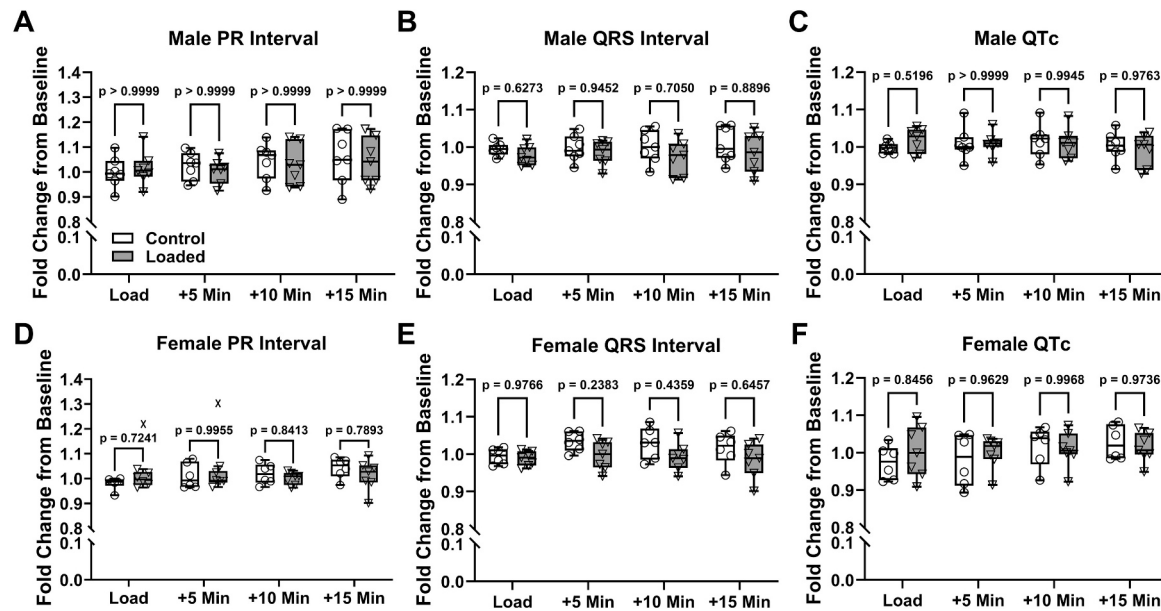 A
Male PR Interval
Fold Change from Baseline
1.4
1.3
1.2
1.1
1.0
0.9
0.8
0.1
0.0
p > 0.9999 p > 0.9999 p > 0.9999 p > 0.9999
Control
Loaded
Load +5 Min +10 Min +15 Min
B
Male QRS Interval
Fold Change from Baseline
1.2
1.1
1.0
0.9
0.8
0.1
0.0
p = 0.6273 p = 0.9452 p = 0.7050 p = 0.8896
Load +5 Min +10 Min +15 Min
C
Male QTc
Fold Change from Baseline
1.2
1.1
1.0
0.9
0.8
0.1
0.0
p = 0.5196 p > 0.9999 p = 0.9945 p = 0.9763
Load +5 Min +10 Min +15 Min
D
Female PR Interval
Fold Change from Baseline
1.4
1.3
1.2
1.1
1.0
0.9
0.8
0.1
0.0
x x
p = 0.7241 p = 0.9955 p = 0.8413 p = 0.7893
Load +5 Min +10 Min +15 Min
E
Female QRS Interval
Fold Change from Baseline
1.2
1.1
1.0
0.9
0.8
0.1
0.0
p = 0.9766 p = 0.2383 p = 0.4359 p = 0.6457
Load +5 Min +10 Min +15 Min
F
Female QTc
Fold Change from Baseline
1.2
1.1
1.0
0.9
0.8
0.1
0.0
p = 0.8456 p = 0.9629 p = 0.9968 p = 0.9736
Load +5 Min +10 Min +15 Min